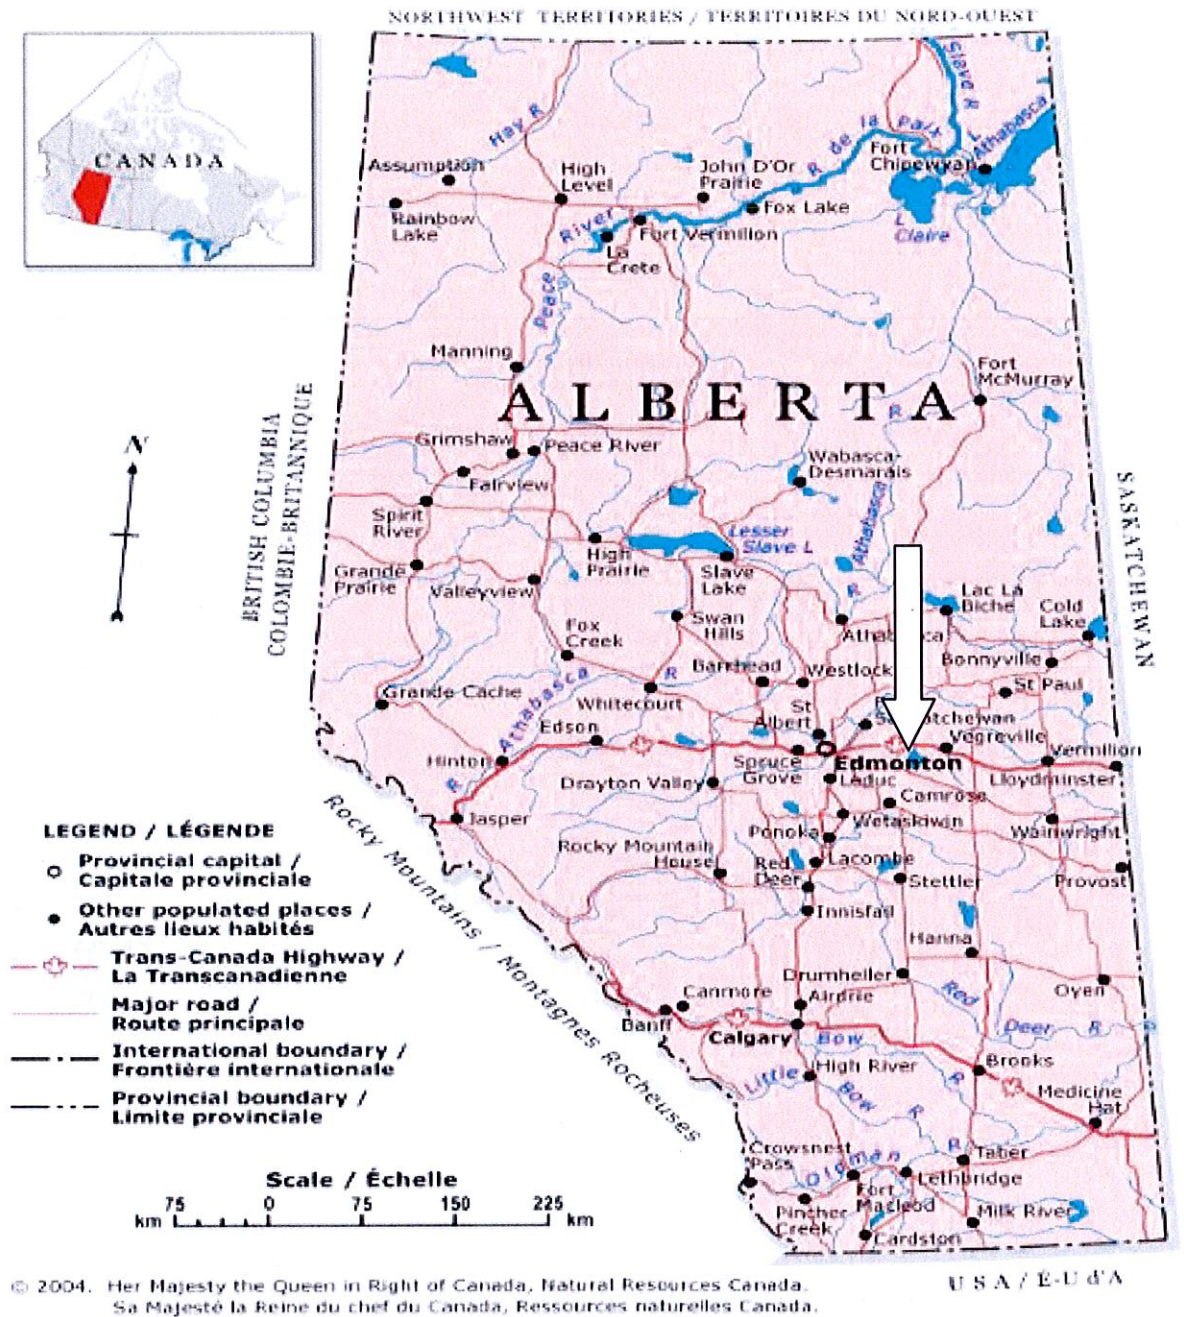 NORTHWEST TERRITORIES / TERRITOIRES DU NORD-OUEST
CANADA
Slave R
Hay R
R de la Paix
L Athabasca
Fort
Chipewyan
Assumption
High
Level
John D'Or
Prairie
Rainbow
Lake
Fox Lake
River
Fort Vermilion
L
Claire
La
Crete
Peace
Manning
Fort
McMurray
ALBERTA
R
BRITISH COLUMBIA
COLOMBIE-BRITANNIQUE
N
Grimshaw
Peace River
Wabasca-
Desmarais
Fairview
SASKATCHEWAN
Spirit
River
Athabasca
Lesser
Slave L
High
Prairie
Slave
Lake
Grande
Prairie
Valleyview
R
Lac La
Biche
Cold
Lake
Fox
Creek
Swan
Hills
Athabasca
Barrhead
Westlock
Bonnyville
Grande Cache
Athabasca
R
Whitecourt
St Paul
St
Albert
Edson
Vegreville
Vermilion
Hinton
Spruce
Grove
Edmonton
R
Drayton Valley
Leduc
Lloydminster
Camrose
Jasper
Wetaskiwin
Wainwright
Ponoka
Rocky Mountain
House
Red
Deer
Lacombe
Stettler
Provost
Innisfail
Rocky Mountains / Montagnes Rocheuses
Hanna
Drumheller
Oyen
Canmore
Airdrie
Red
Deer R
Banff
Calgary
Bow
Brooks
Little
High River
R
Bow
R
Medicine
Hat
R
Crowsnest
Pass
Oldman
Taber
Lethbridge
Fort
Macleod
Pincher
Creek
Milk River
Cardston
LEGEND / LÉGENDE
Provincial capital /
Capitale provinciale
Other populated places /
Autres lieux habités
Trans-Canada Highway /
La Transcanadienne
Major road /
Route principale
International boundary /
Frontière internationale
Provincial boundary /
Limite provinciale
Scale / Échelle
75 0 75 150 225
km km
USA / É-U d'A
© 2004. Her Majesty the Queen in Right of Canada, Natural Resources Canada.
Sa Majesté la Reine du chef du Canada, Ressources naturelles Canada.